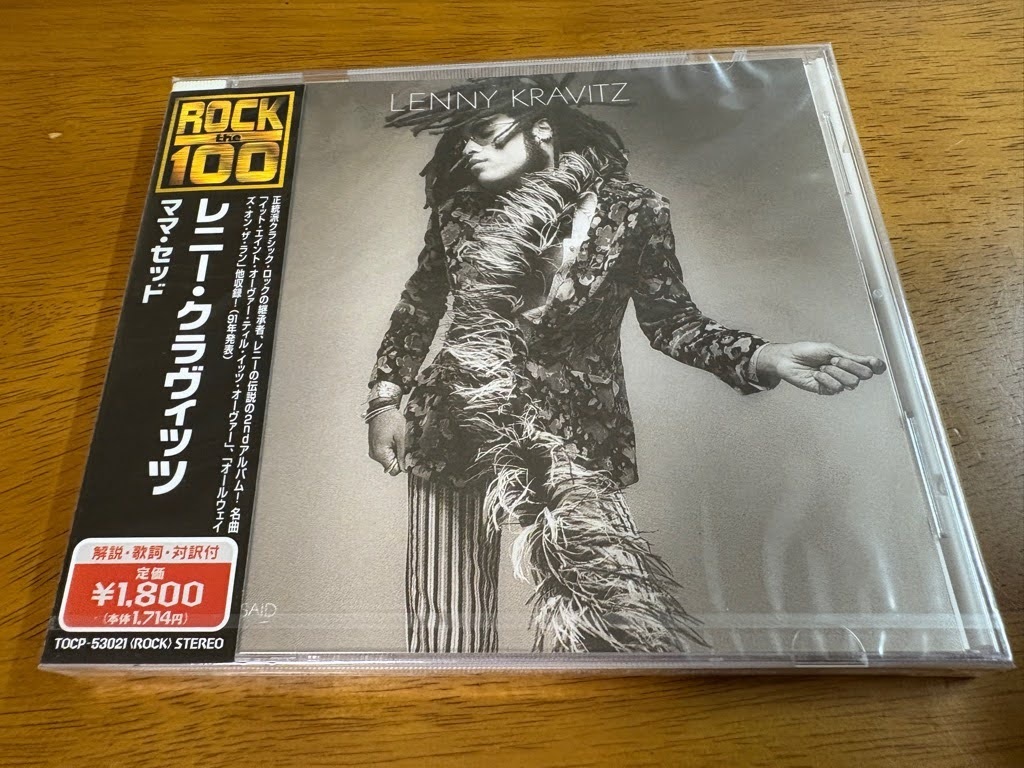 LENNY KRAVITZ
ROCK
the
100
レニー・クラヴィッツ
ママ・セッド
正統派クラシック・ロックの継承者、レニーの伝説の2ndアルバム! 名曲
「イット・エイント・オーヴァー・ティル・イッツ・オーヴァー」、「オールウェイ
ズ・オン・ザ・ラン」他収録!(91年発表)
解説・歌詞・対訳付
定価
¥1,800
(本体1,714円)
TOCP-53021〈ROCK〉STEREO
SAID